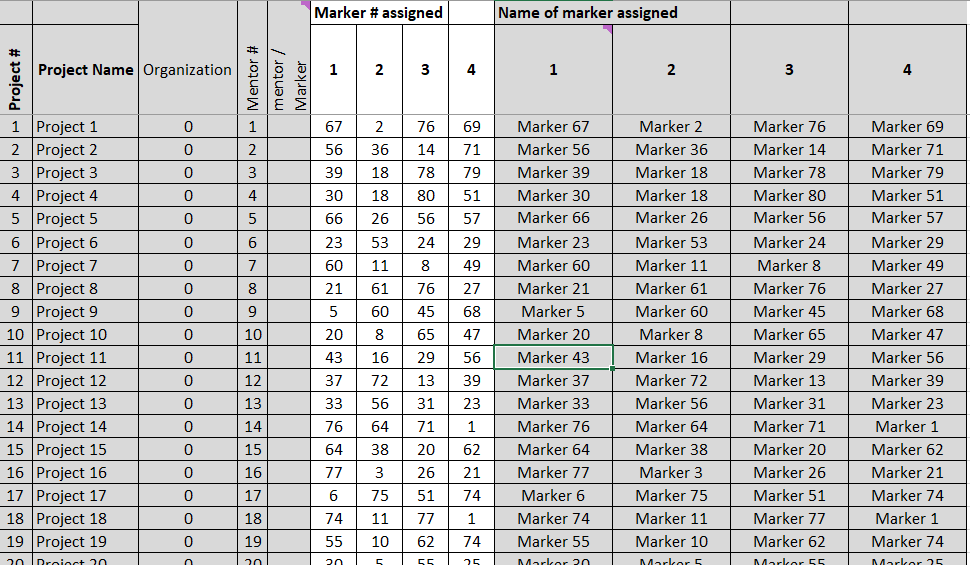 Marker # assigned Name of marker assigned
Project # Project Name Organization Mentor # mentor / Marker 1 2 3 4 1 2 3 4
1 Project 1 0 1 67 2 76 69 Marker 67 Marker 2 Marker 76 Marker 69
2 Project 2 0 2 56 36 14 71 Marker 56 Marker 36 Marker 14 Marker 71
3 Project 3 0 3 39 18 78 79 Marker 39 Marker 18 Marker 78 Marker 79
4 Project 4 0 4 30 18 80 51 Marker 30 Marker 18 Marker 80 Marker 51
5 Project 5 0 5 66 26 56 57 Marker 66 Marker 26 Marker 56 Marker 57
6 Project 6 0 6 23 53 24 29 Marker 23 Marker 53 Marker 24 Marker 29
7 Project 7 0 7 60 11 8 49 Marker 60 Marker 11 Marker 8 Marker 49
8 Project 8 0 8 21 61 76 27 Marker 21 Marker 61 Marker 76 Marker 27
9 Project 9 0 9 5 60 45 68 Marker 5 Marker 60 Marker 45 Marker 68
10 Project 10 0 10 20 8 65 47 Marker 20 Marker 8 Marker 65 Marker 47
11 Project 11 0 11 43 16 29 56 Marker 43 Marker 16 Marker 29 Marker 56
12 Project 12 0 12 37 72 13 39 Marker 37 Marker 72 Marker 13 Marker 39
13 Project 13 0 13 33 56 31 23 Marker 33 Marker 56 Marker 31 Marker 23
14 Project 14 0 14 76 64 71 1 Marker 76 Marker 64 Marker 71 Marker 1
15 Project 15 0 15 64 38 20 62 Marker 64 Marker 38 Marker 20 Marker 62
16 Project 16 0 16 77 3 26 21 Marker 77 Marker 3 Marker 26 Marker 21
17 Project 17 0 17 6 75 51 74 Marker 6 Marker 75 Marker 51 Marker 74
18 Project 18 0 18 74 11 77 1 Marker 74 Marker 11 Marker 77 Marker 1
19 Project 19 0 19 55 10 62 74 Marker 55 Marker 10 Marker 62 Marker 74
20 Project 20 0 20 30 5 55 25 Marker 30 Marker 5 Marker 55 Marker 25